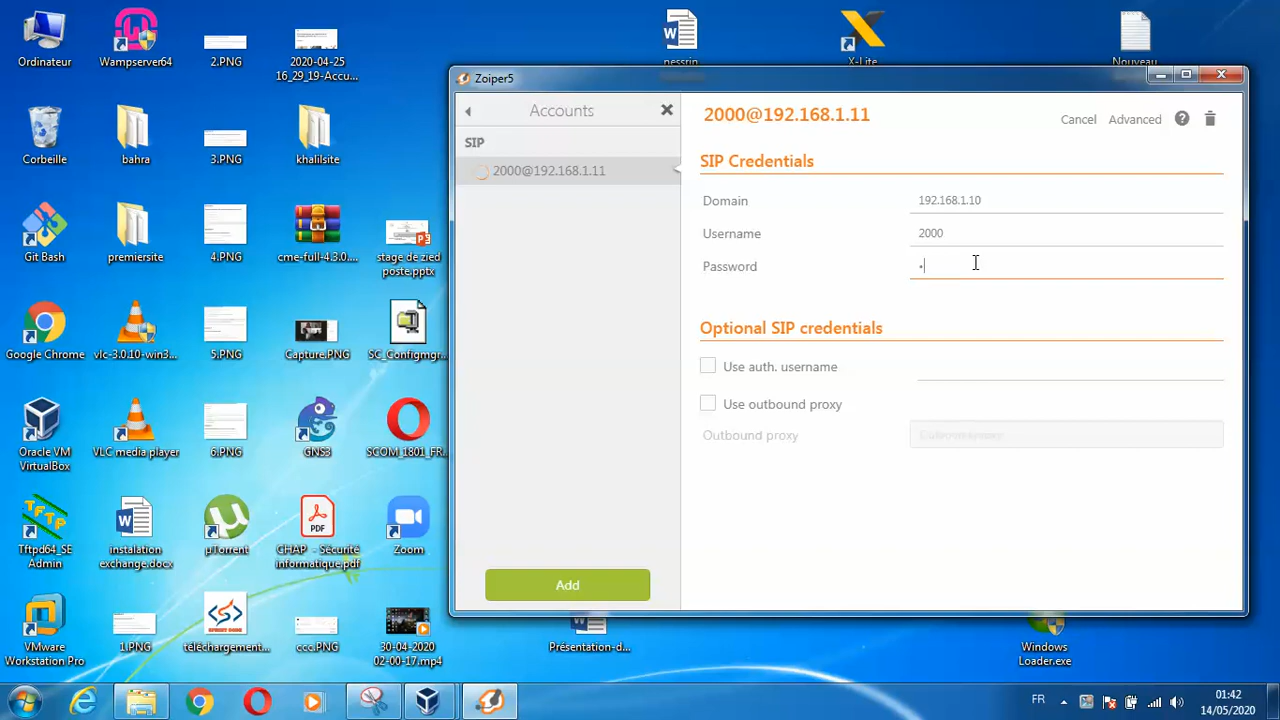 Ordinateur
Wampserver64
2.PNG
2020-04-25
16_29_19-Accu...
nessrin
X-Lite
Nouveau
Corbeille
bahra
3.PNG
khalilsite
Git Bash
premiersite
4.PNG
cme-full-4.3.0....
stage de zied
poste.pptx
Google Chrome
vlc-3.0.10-win3...
5.PNG
Capture.PNG
SC_Configmgr...
Oracle VM
VirtualBox
VLC media player
6.PNG
GNS3
SCOM_1801_FR...
Tftpd64_SE
Admin
instalation
exchange.docx
µTorrent
PDF
CHAP - Sécurité
informatique.pdf
Zoom
VMware
Workstation Pro
1.PNG
téléchargement...
ccc.PNG
30-04-2020
02-00-17.mp4
Présentation-d...
Windows
Loader.exe
Zoiper5
Accounts
SIP
2000@192.168.1.11
Add
2000@192.168.1.11
Cancel
Advanced
?
SIP Credentials
Domain
192.168.1.10
Username
2000
Password
Optional SIP credentials
Use auth. username
Use outbound proxy
Outbound proxy
FR
01:42
14/05/2020